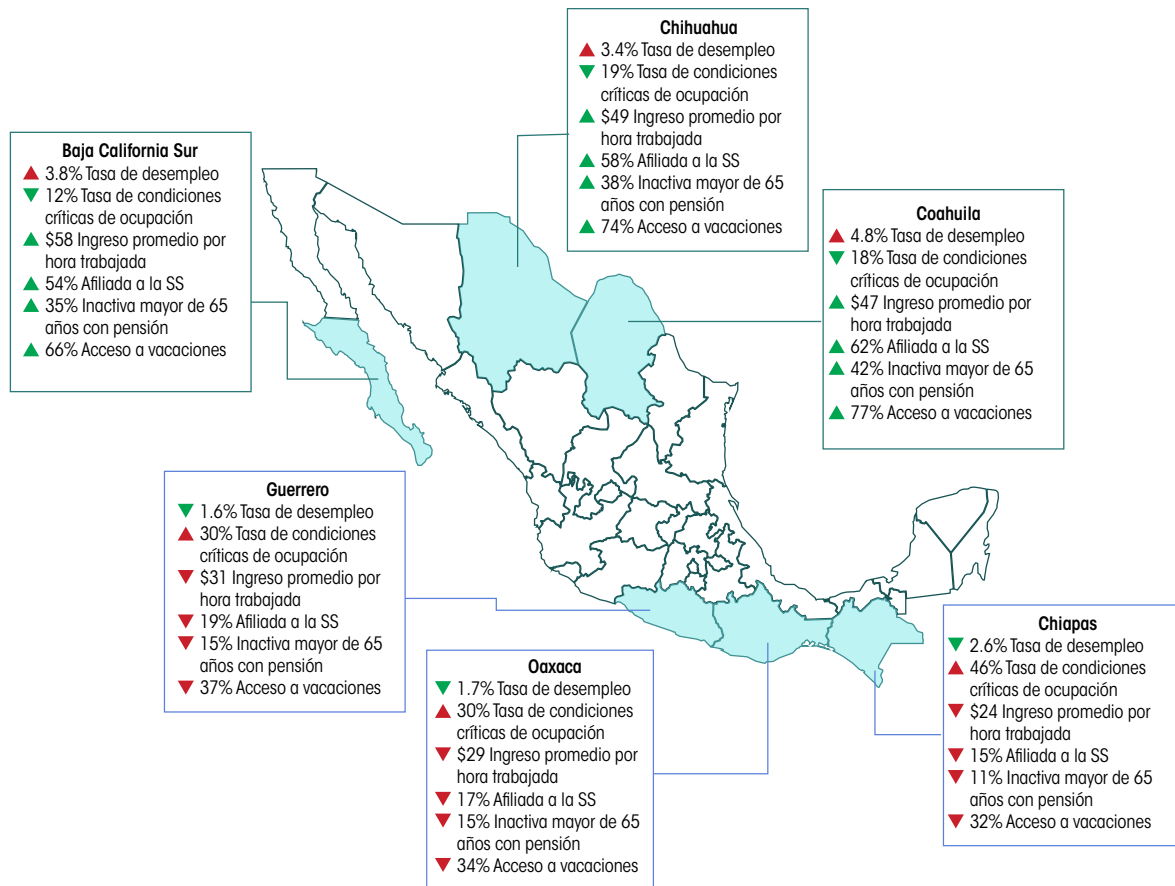 Chihuahua
3.4% Tasa de desempleo
19% Tasa de condiciones
críticas de ocupación
$49 Ingreso promedio por
hora trabajada
58% Afiliada a la SS
38% Inactiva mayor de 65
años con pensión
74% Acceso a vacaciones
Baja California Sur
3.8% Tasa de desempleo
12% Tasa de condiciones
críticas de ocupación
$58 Ingreso promedio por
hora trabajada
54% Afiliada a la SS
35% Inactiva mayor de 65
años con pensión
66% Acceso a vacaciones
Coahuila
4.8% Tasa de desempleo
18% Tasa de condiciones
críticas de ocupación
$47 Ingreso promedio por
hora trabajada
62% Afiliada a la SS
42% Inactiva mayor de 65
años con pensión
77% Acceso a vacaciones
Guerrero
1.6% Tasa de desempleo
30% Tasa de condiciones
críticas de ocupación
$31 Ingreso promedio por
hora trabajada
19% Afiliada a la SS
15% Inactiva mayor de 65
años con pensión
37% Acceso a vacaciones
Oaxaca
1.7% Tasa de desempleo
30% Tasa de condiciones
críticas de ocupación
$29 Ingreso promedio por
hora trabajada
17% Afiliada a la SS
15% Inactiva mayor de 65
años con pensión
34% Acceso a vacaciones
Chiapas
2.6% Tasa de desempleo
46% Tasa de condiciones
críticas de ocupación
$24 Ingreso promedio por
hora trabajada
15% Afiliada a la SS
11% Inactiva mayor de 65
años con pensión
32% Acceso a vacaciones